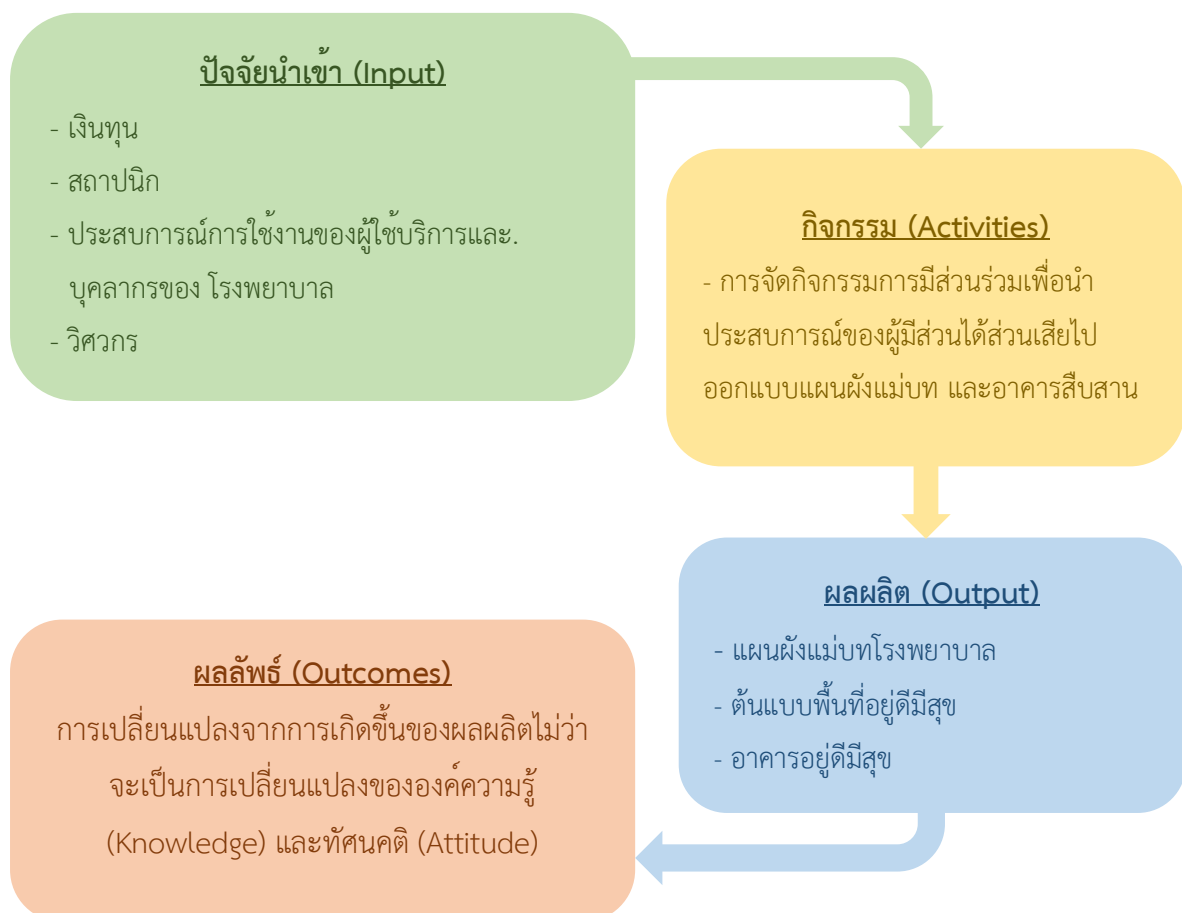 ปัจจัยนำเข้า (Input)
- เงินทุน
- สถาปนิก
- ประสบการณ์การใช้งานของผู้ใช้บริการและ.
บุคลากรของ โรงพยาบาล
- วิศวกร
กิจกรรม (Activities)
- การจัดกิจกรรมการมีส่วนร่วมเพื่อนำ
ประสบการณ์ของผู้มีส่วนได้ส่วนเสียไป
ออกแบบแผนผังแม่บท และอาคารสืบสาน
ผลผลิต (Output)
- แผนผังแม่บทโรงพยาบาล
- ต้นแบบพื้นที่อยู่ดีมีสุข
- อาคารอยู่ดีมีสุข
ผลลัพธ์ (Outcomes)
การเปลี่ยนแปลงจากการเกิดขึ้นของผลผลิตไม่ว่า
จะเป็นการเปลี่ยนแปลงขององค์ความรู้
(Knowledge) และทัศนคติ (Attitude)